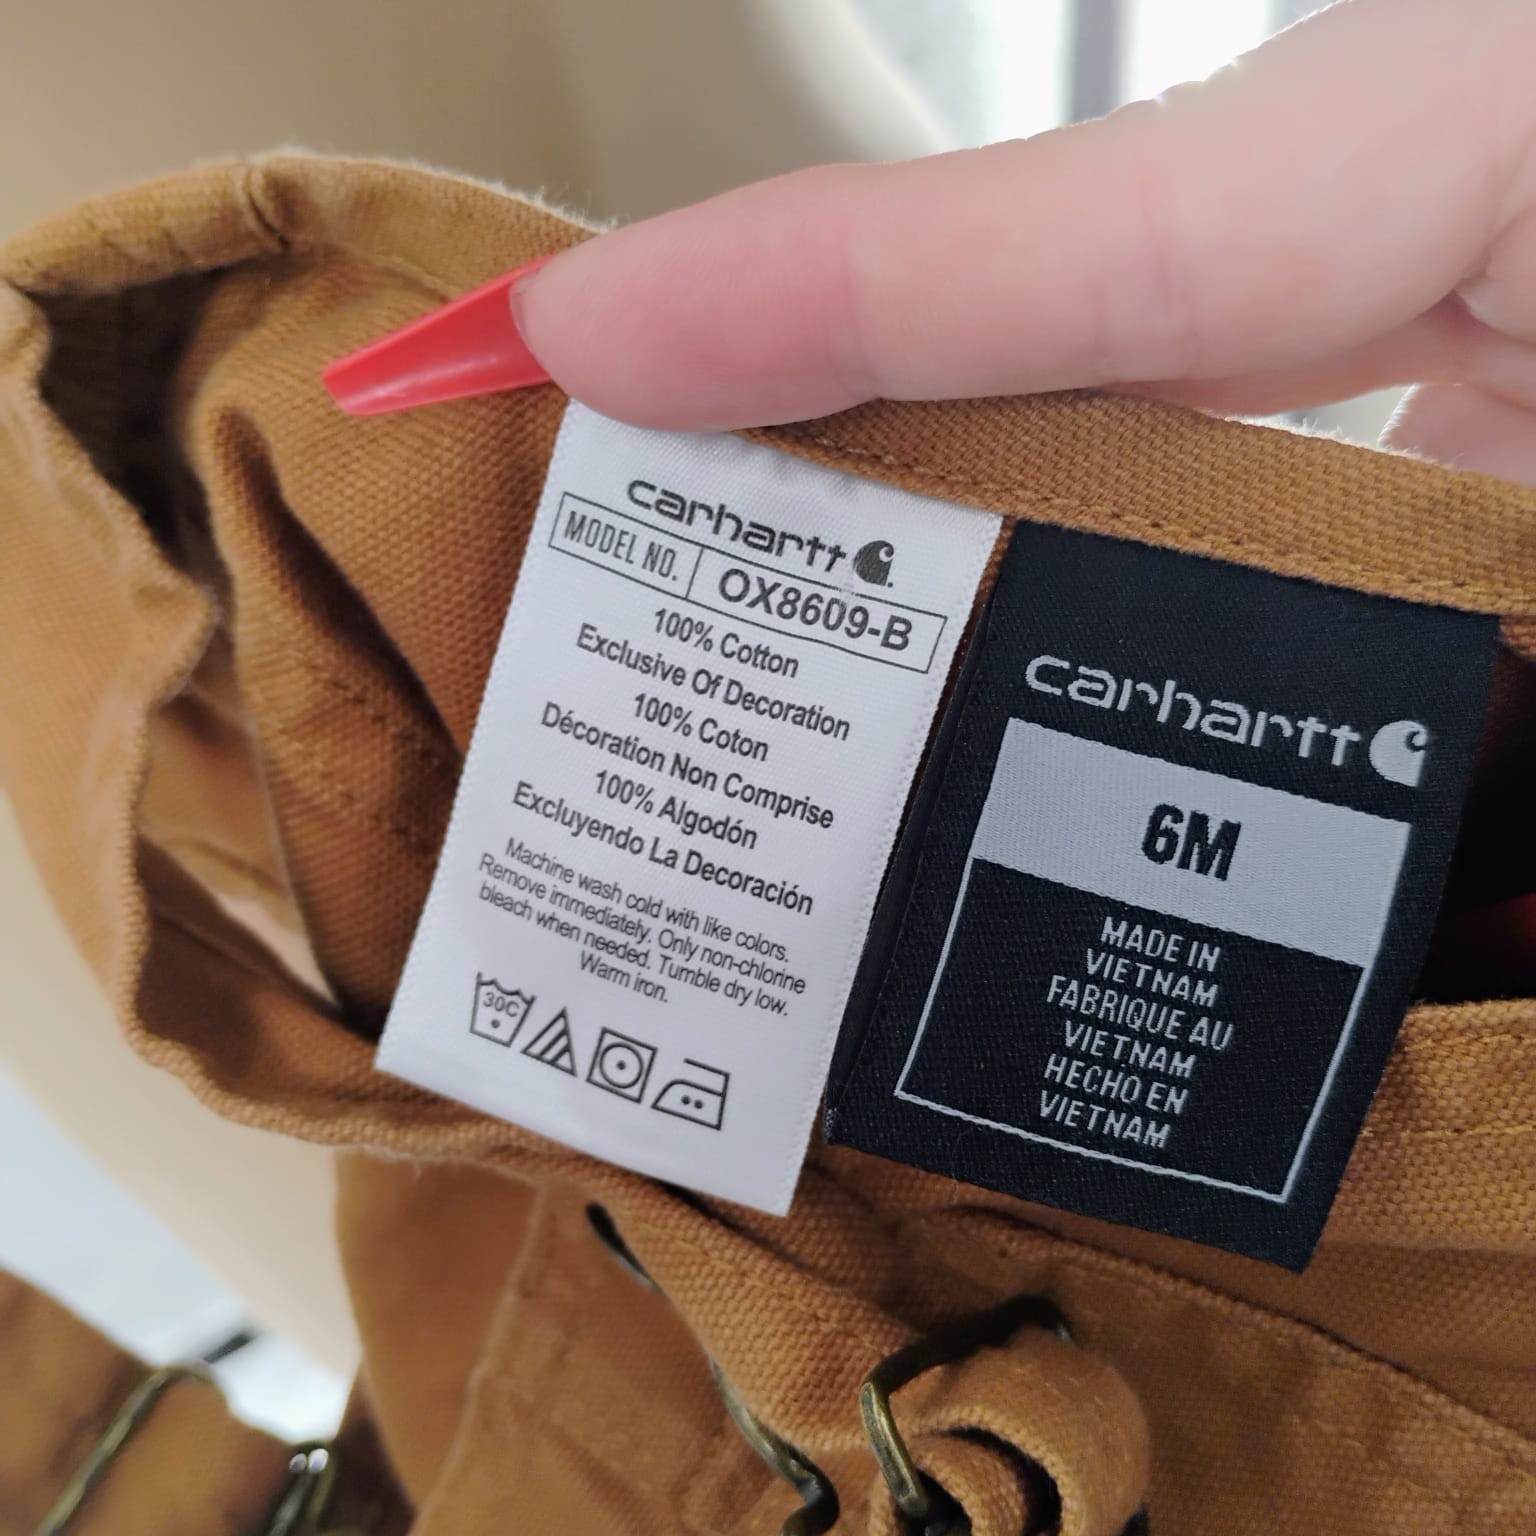 carhartt
MODEL NO. OX8609-B
100% Cotton
Exclusive Of Decoration
100% Coton
Décoration Non Comprise
100% Algodón
Excluyendo La Decoración
Machine wash cold with like colors.
Remove immediately. Only non-chlorine
bleach when needed. Tumble dry low.
Warm iron.
30C
carhartt
6M
MADE IN
VIETNAM
FABRIQUE AU
VIETNAM
HECHO EN
VIETNAM